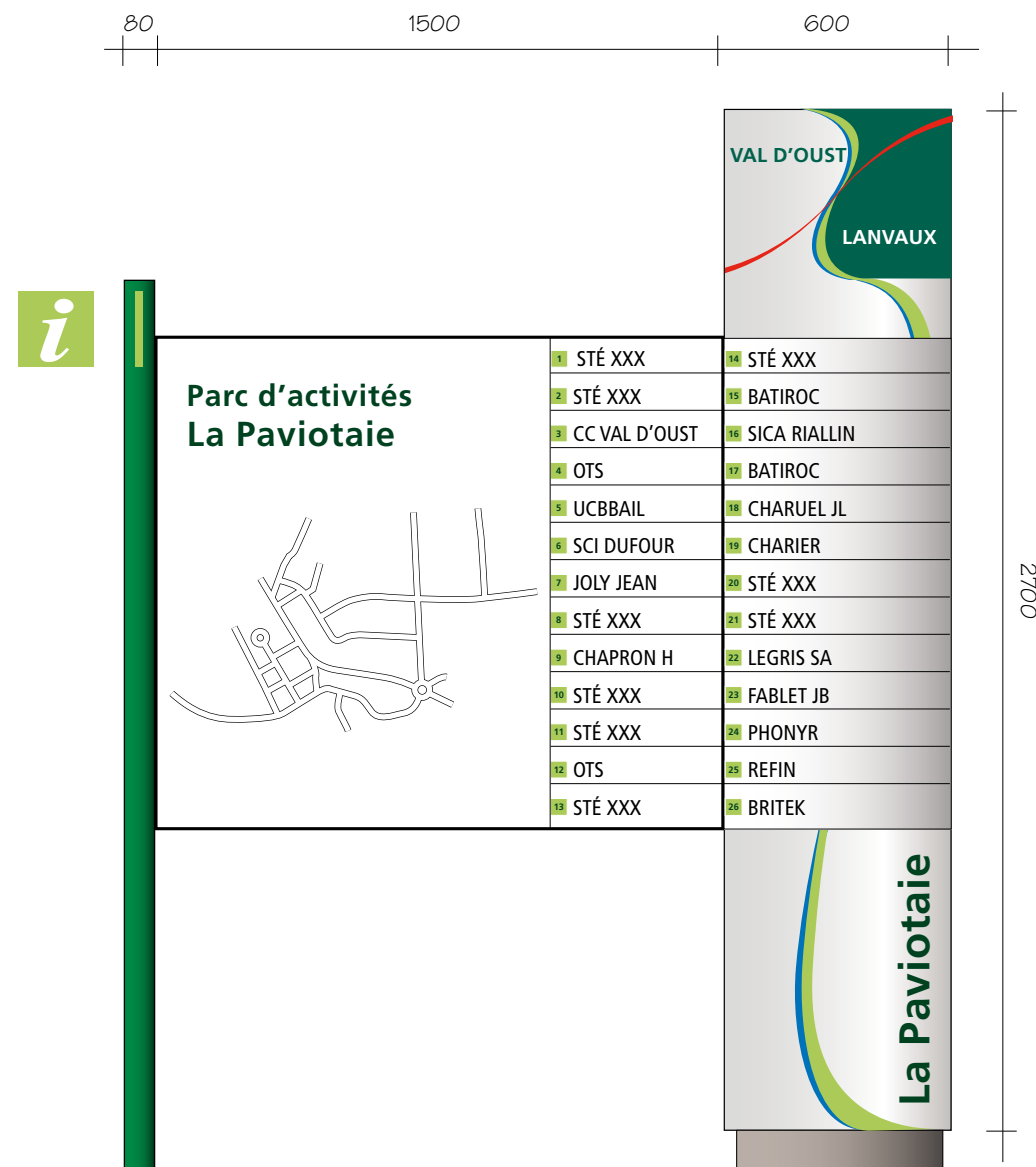 80 1500 600
VAL D'OUST
LANVAUX
i
Parc d'activités
La Paviotaie
1 STÉ XXX
2 STÉ XXX
3 CC VAL D'OUST
4 OTS
5 UCBBAIL
6 SCI DUFOUR
7 JOLY JEAN
8 STÉ XXX
9 CHAPRON H
10 STÉ XXX
11 STÉ XXX
12 OTS
13 STÉ XXX
14 STÉ XXX
15 BATIROC
16 SICA RIALLIN
17 BATIROC
18 CHARUEL JL
19 CHARIER
20 STÉ XXX
21 STÉ XXX
22 LEGRIS SA
23 FABLET JB
24 PHONYR
25 REFIN
26 BRITEK
2700
La Paviotaie